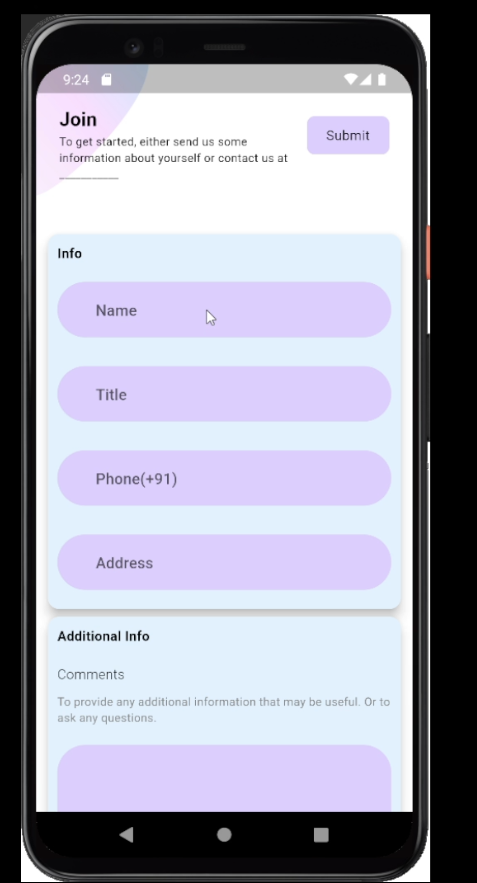 9:24
Join
To get started, either send us some
information about yourself or contact us at
___________
Submit
Info
Name
Title
Phone(+91)
Address
Additional Info
Comments
To provide any additional information that may be useful. Or to
ask any questions.